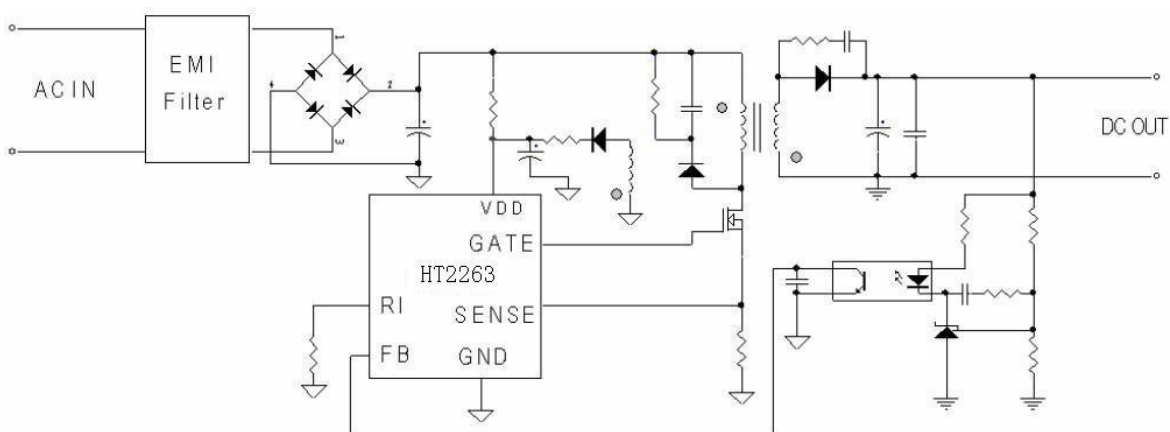 AC IN
EMI
Filter
1
4
2
3
DC OUT
VDD
GATE
HT2263
RI
SENSE
FB
GND